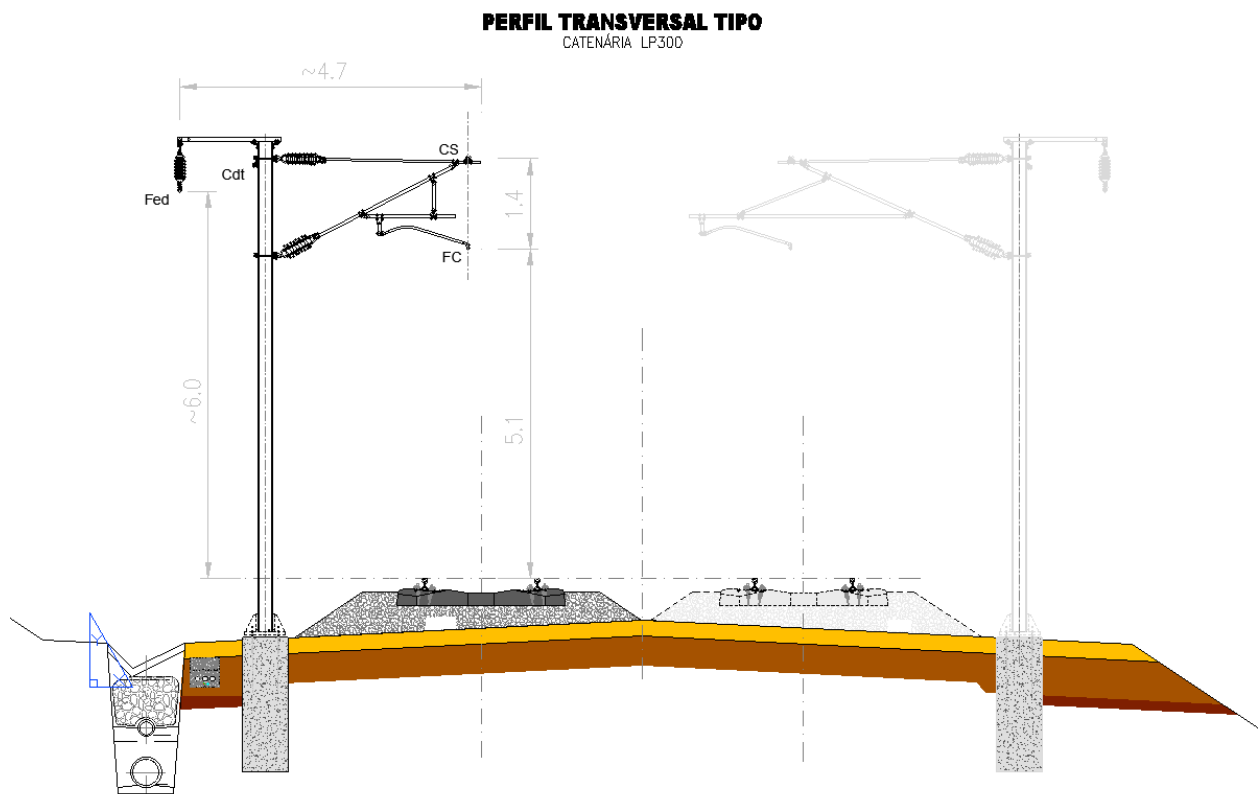 PERFIL TRANSVERSAL TIPO
CATENÁRIA LP300
~4.7
CS
Cdt
Fed
1.4
FC
~6.0
5.1